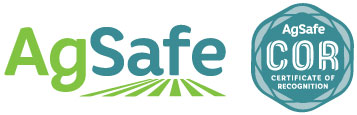 AgSafe
AgSafe
COR
CERTIFICATE OF
RECOGNITION